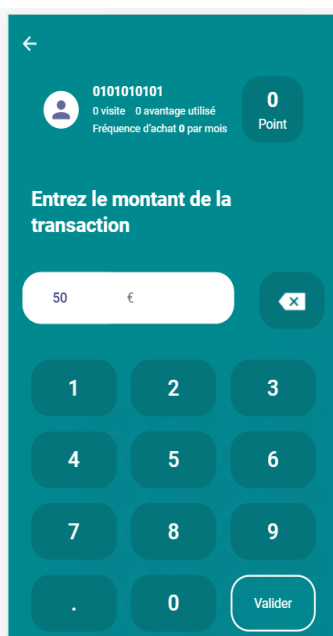 0101010101
0 visite 0 avantage utilisé
Fréquence d'achat 0 par mois
0
Point
Entrez le montant de la
transaction
50 €
1 2 3
4 5 6
7 8 9
. 0 Valider